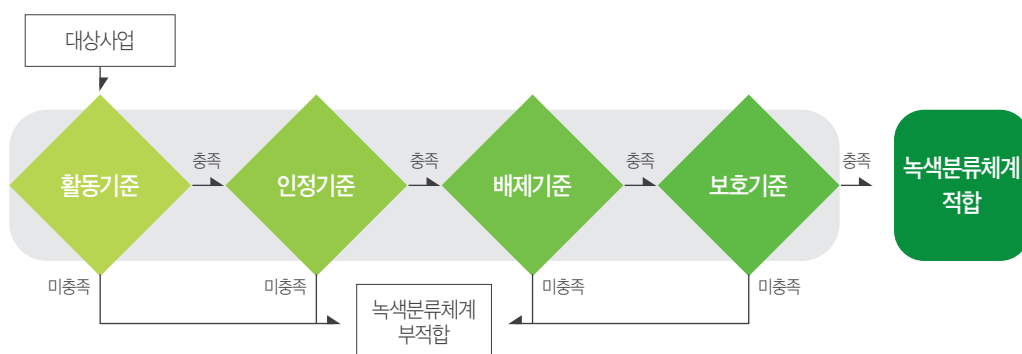 대상사업
활동기준
충족
인정기준
충족
배제기준
충족
보호기준
충족
녹색분류체계
적합
미충족
미충족
미충족
미충족
녹색분류체계
부적합